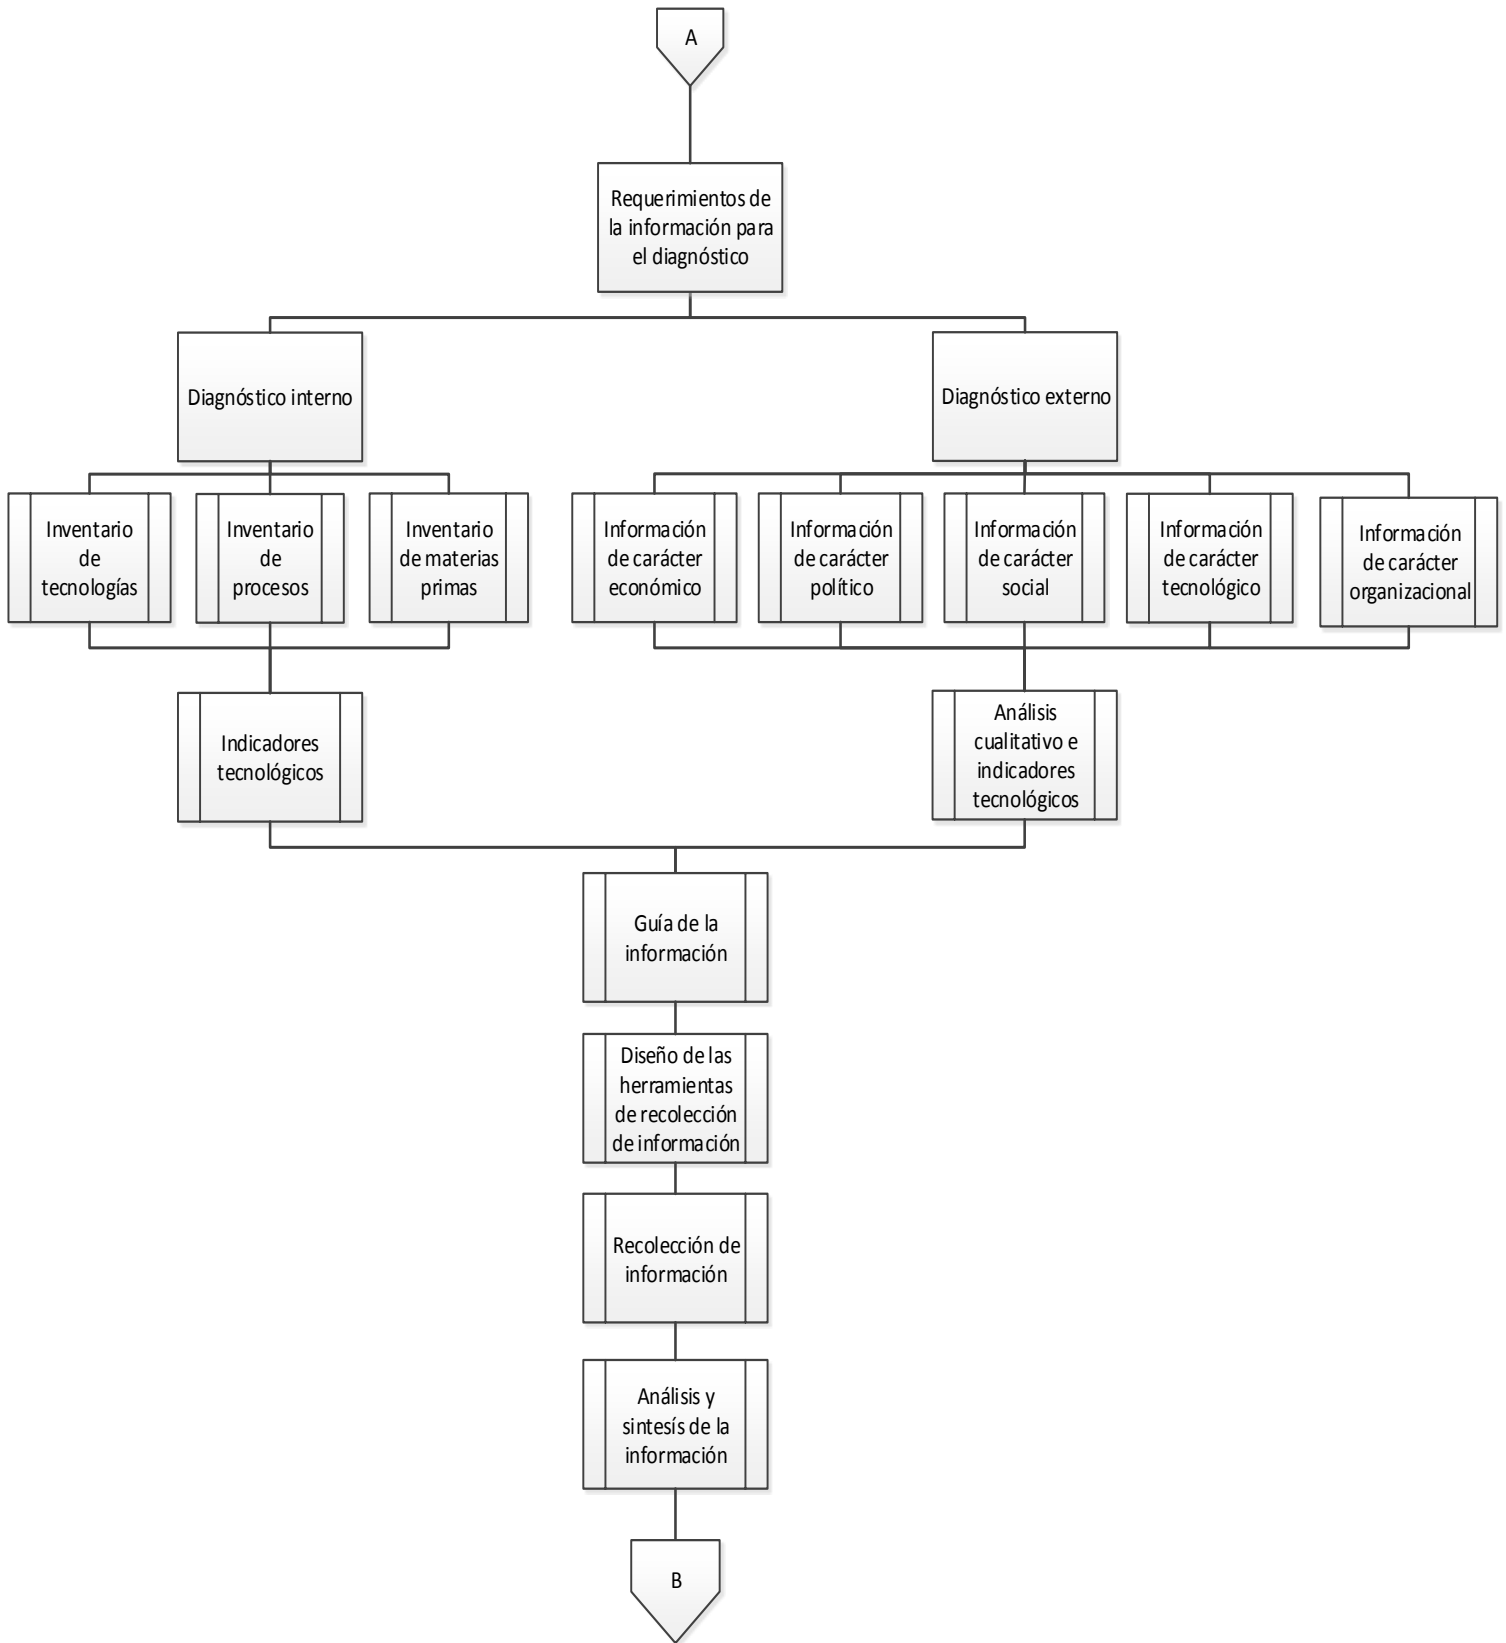 A
Requerimientos de
la información para
el diagnóstico
Diagnóstico interno
Diagnóstico externo
Inventario
de
tecnologías
Inventario
de
procesos
Inventario
de materias
primas
Información
de carácter
económico
Información
de carácter
político
Información
de carácter
social
Información
de carácter
tecnológico
Información
de carácter
organizacional
Indicadores
tecnológicos
Análisis
cualitativo e
indicadores
tecnológicos
Guía de la
información
Diseño de las
herramientas
de recolección
de información
Recolección de
información
Análisis y
sintesís de la
información
B